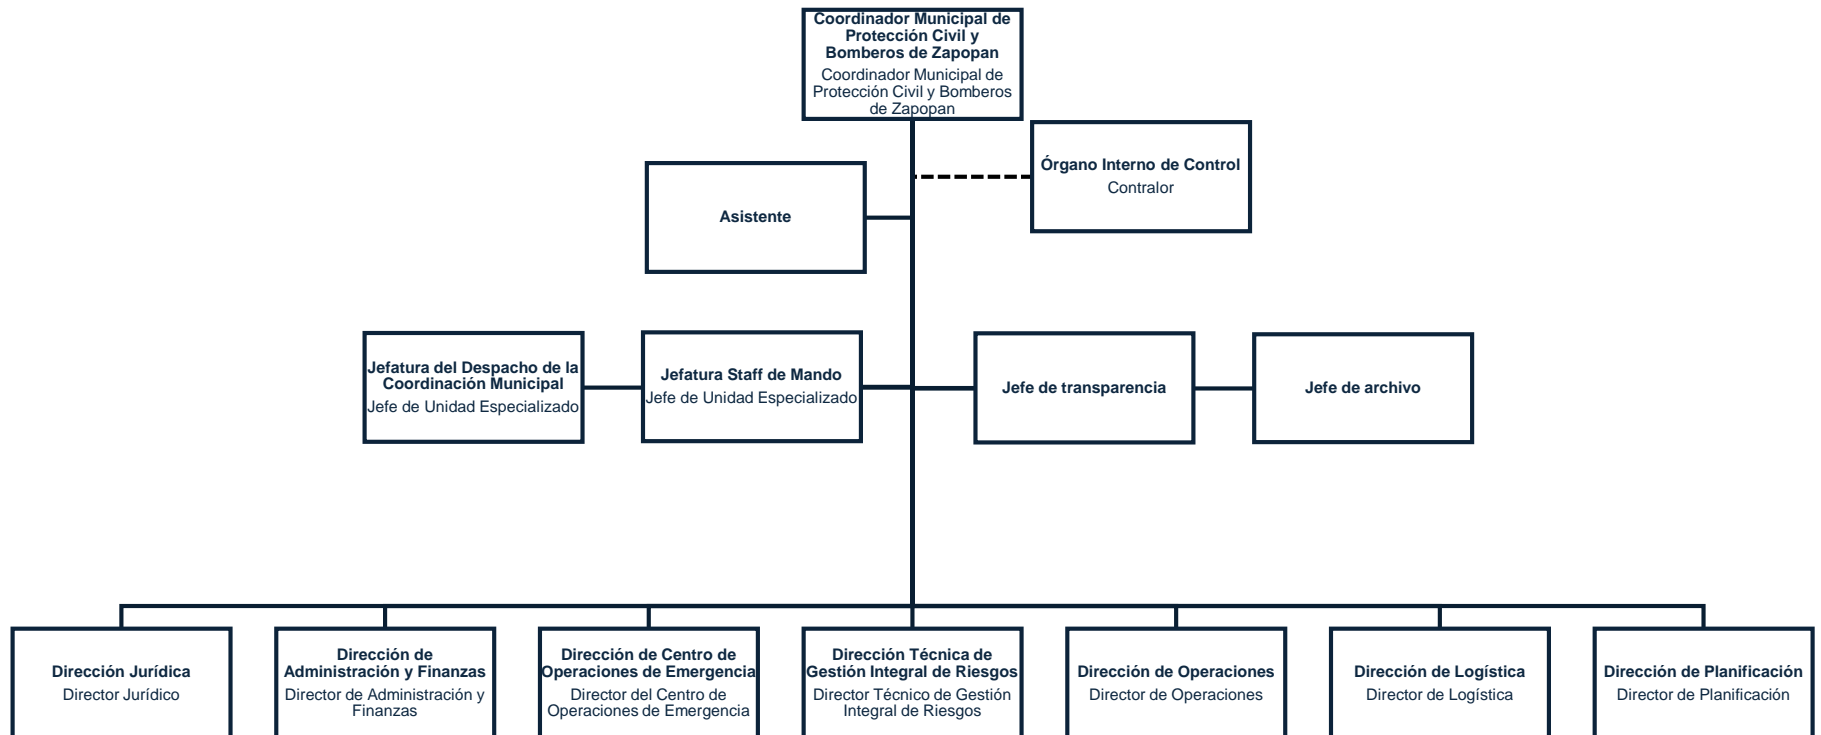 Coordinador Municipal de
Protección Civil y
Bomberos de Zapopan
Coordinador Municipal de
Protección Civil y Bomberos
de Zapopan
Órgano Interno de Control
Contralor
Asistente
Jefatura del Despacho de la
Coordinación Municipal
Jefe de Unidad Especializado
Jefatura Staff de Mando
Jefe de Unidad Especializado
Jefe de transparencia
Jefe de archivo
Dirección Jurídica
Director Jurídico
Dirección de
Administración y Finanzas
Director de Administración y
Finanzas
Dirección de Centro de
Operaciones de Emergencia
Director del Centro de
Operaciones de Emergencia
Dirección Técnica de
Gestión Integral de Riesgos
Director Técnico de Gestión
Integral de Riesgos
Dirección de Operaciones
Director de Operaciones
Dirección de Logística
Director de Logística
Dirección de Planificación
Director de Planificación